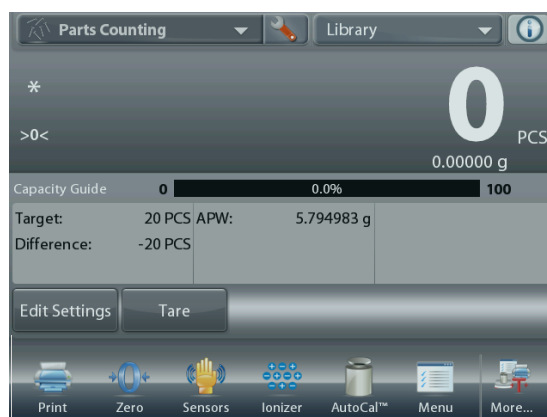 Parts Counting
Library
*
>0<
0
PCS
0.00000 g
Capacity Guide 0 0.0% 100
Target: 20 PCS APW: 5.794983 g
Difference: -20 PCS
Edit Settings Tare
Print Zero Sensors Ionizer AutoCal™ Menu More...